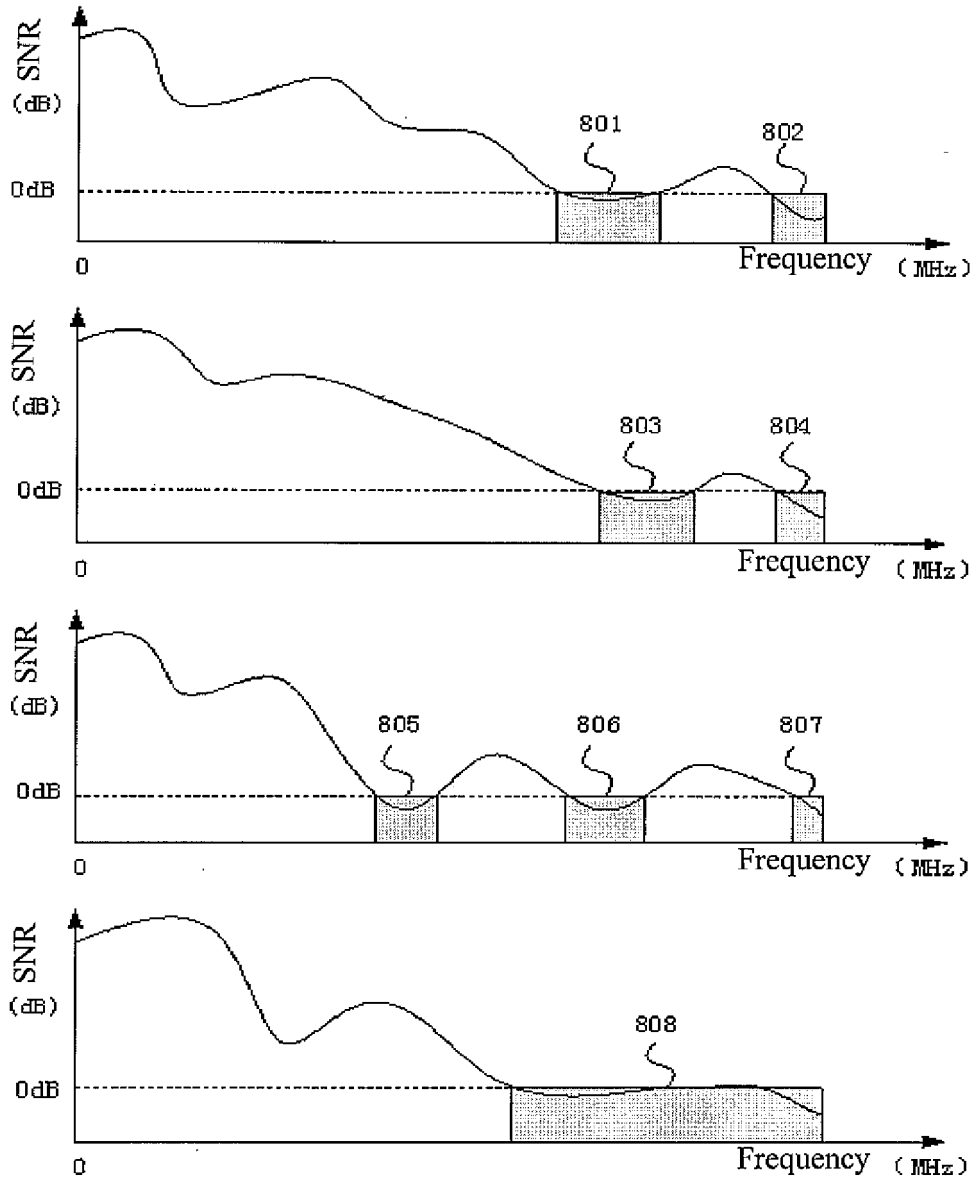 SNR
(dB)
801
802
0dB
0
Frequency (MHz)
SNR
(dB)
803
804
0dB
0
Frequency (MHz)
SNR
(dB)
805
806
807
0dB
0
Frequency (MHz)
SNR
(dB)
808
0dB
0
Frequency (MHz)